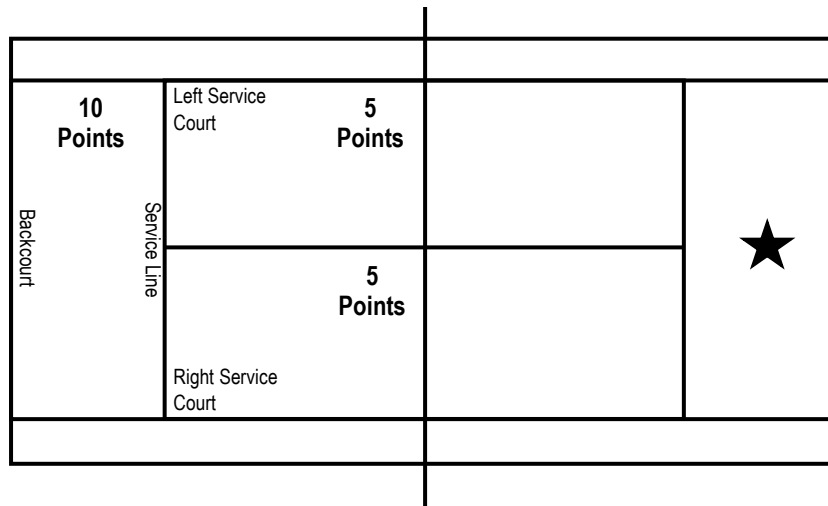 10
Points
Left Service
Court
5
Points
Backcourt
Service Line
5
Points
Right Service
Court